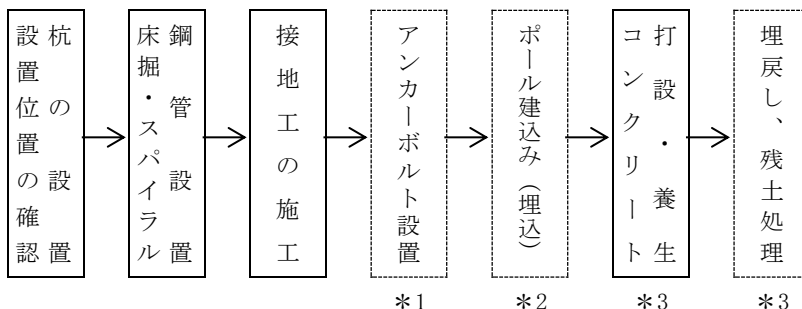 設置位置の確認
杭の設置
床掘・スパイラル
鋼管設置
接地工の施工
アンカーボルト設置
ポール建込み（埋込）
コンクリート
打設・養生
埋戻し、残土処理
＊1
＊2
＊3
＊3